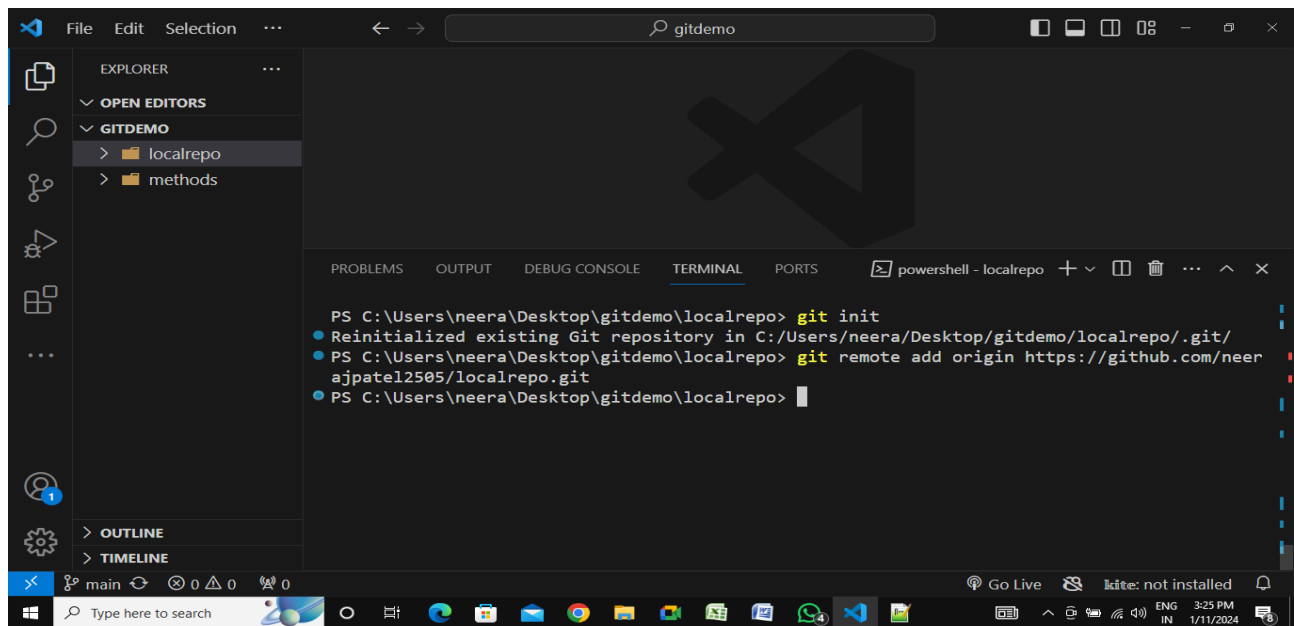 File Edit Selection ...
gitdemo
EXPLORER ...
OPEN EDITORS
GITDEMO
localrepo
methods
PROBLEMS OUTPUT DEBUG CONSOLE TERMINAL PORTS powershell - localrepo
PS C:\Users\neera\Desktop\gitdemo\localrepo> git init
Reinitialized existing Git repository in C:/Users/neera/Desktop/gitdemo/localrepo/.git/
PS C:\Users\neera\Desktop\gitdemo\localrepo> git remote add origin https://github.com/neer
ajpatel2505/localrepo.git
PS C:\Users\neera\Desktop\gitdemo\localrepo>
1
OUTLINE
TIMELINE
main 0 0 0 Go Live kite: not installed
Type here to search
4
ENG 3:25 PM
IN 1/11/2024
8